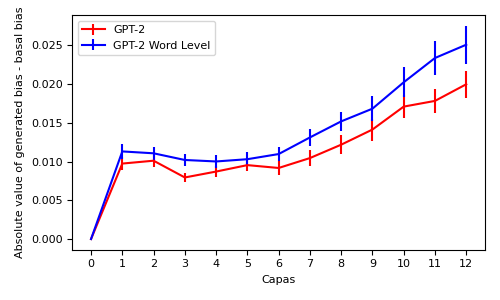 GPT-2
GPT-2 Word Level
Absolute value of generated bias - basal bias
0.025
0.020
0.015
0.010
0.005
0.000
0 1 2 3 4 5 6 7 8 9 10 11 12
Capas